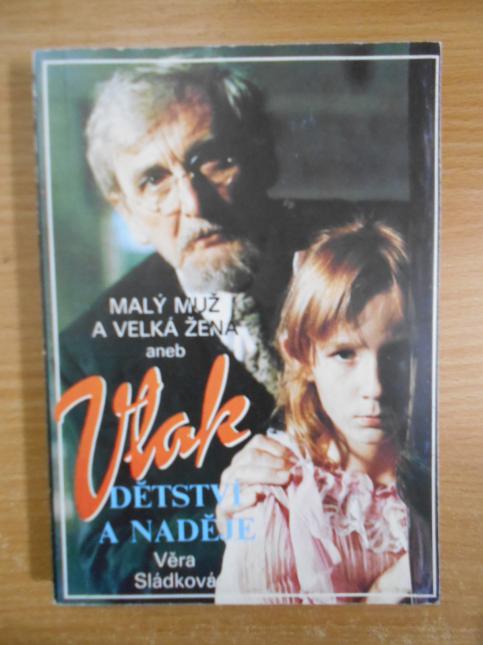 MALÝ MUŽ
A VELKÁ ŽENA
aneb
Vlak
DĚTSTVÍ
A NADĚJE
Věra
Sládková